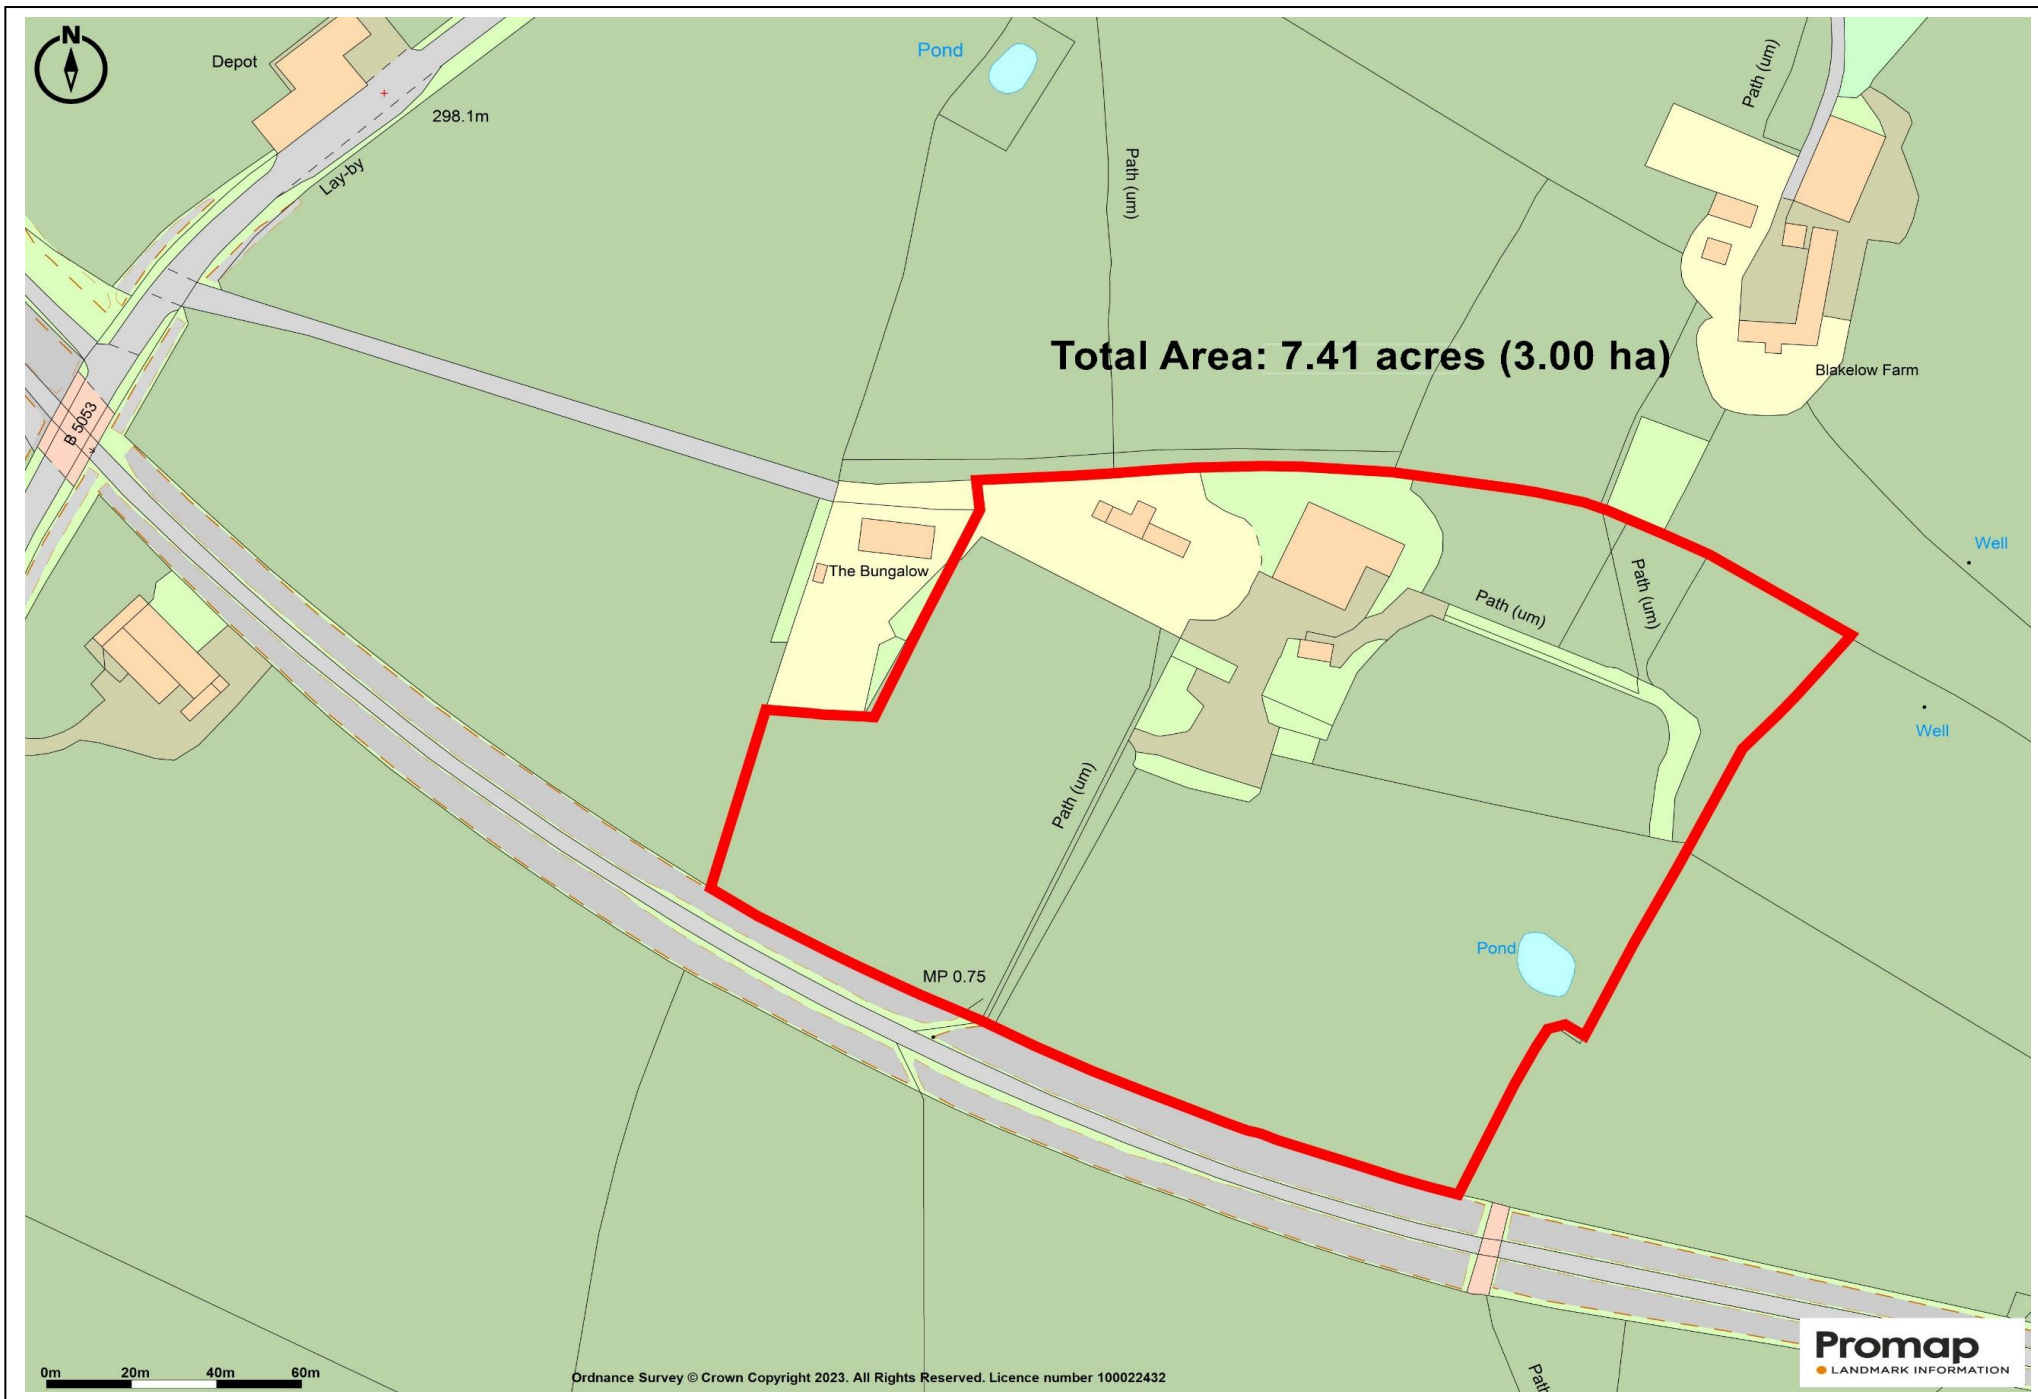 N
Depot
298.1m
Lay-by
Pond
Path (um)
Path (um)
Total Area: 7.41 acres (3.00 ha)
Blakelow Farm
B 5053
The Bungalow
Well
Path (um)
Path (um)
Well
Path (um)
Pond
MP 0.75
0m 20m 40m 60m
Ordnance Survey © Crown Copyright 2023. All Rights Reserved. Licence number 100022432
Path
Promap
LANDMARK INFORMATION